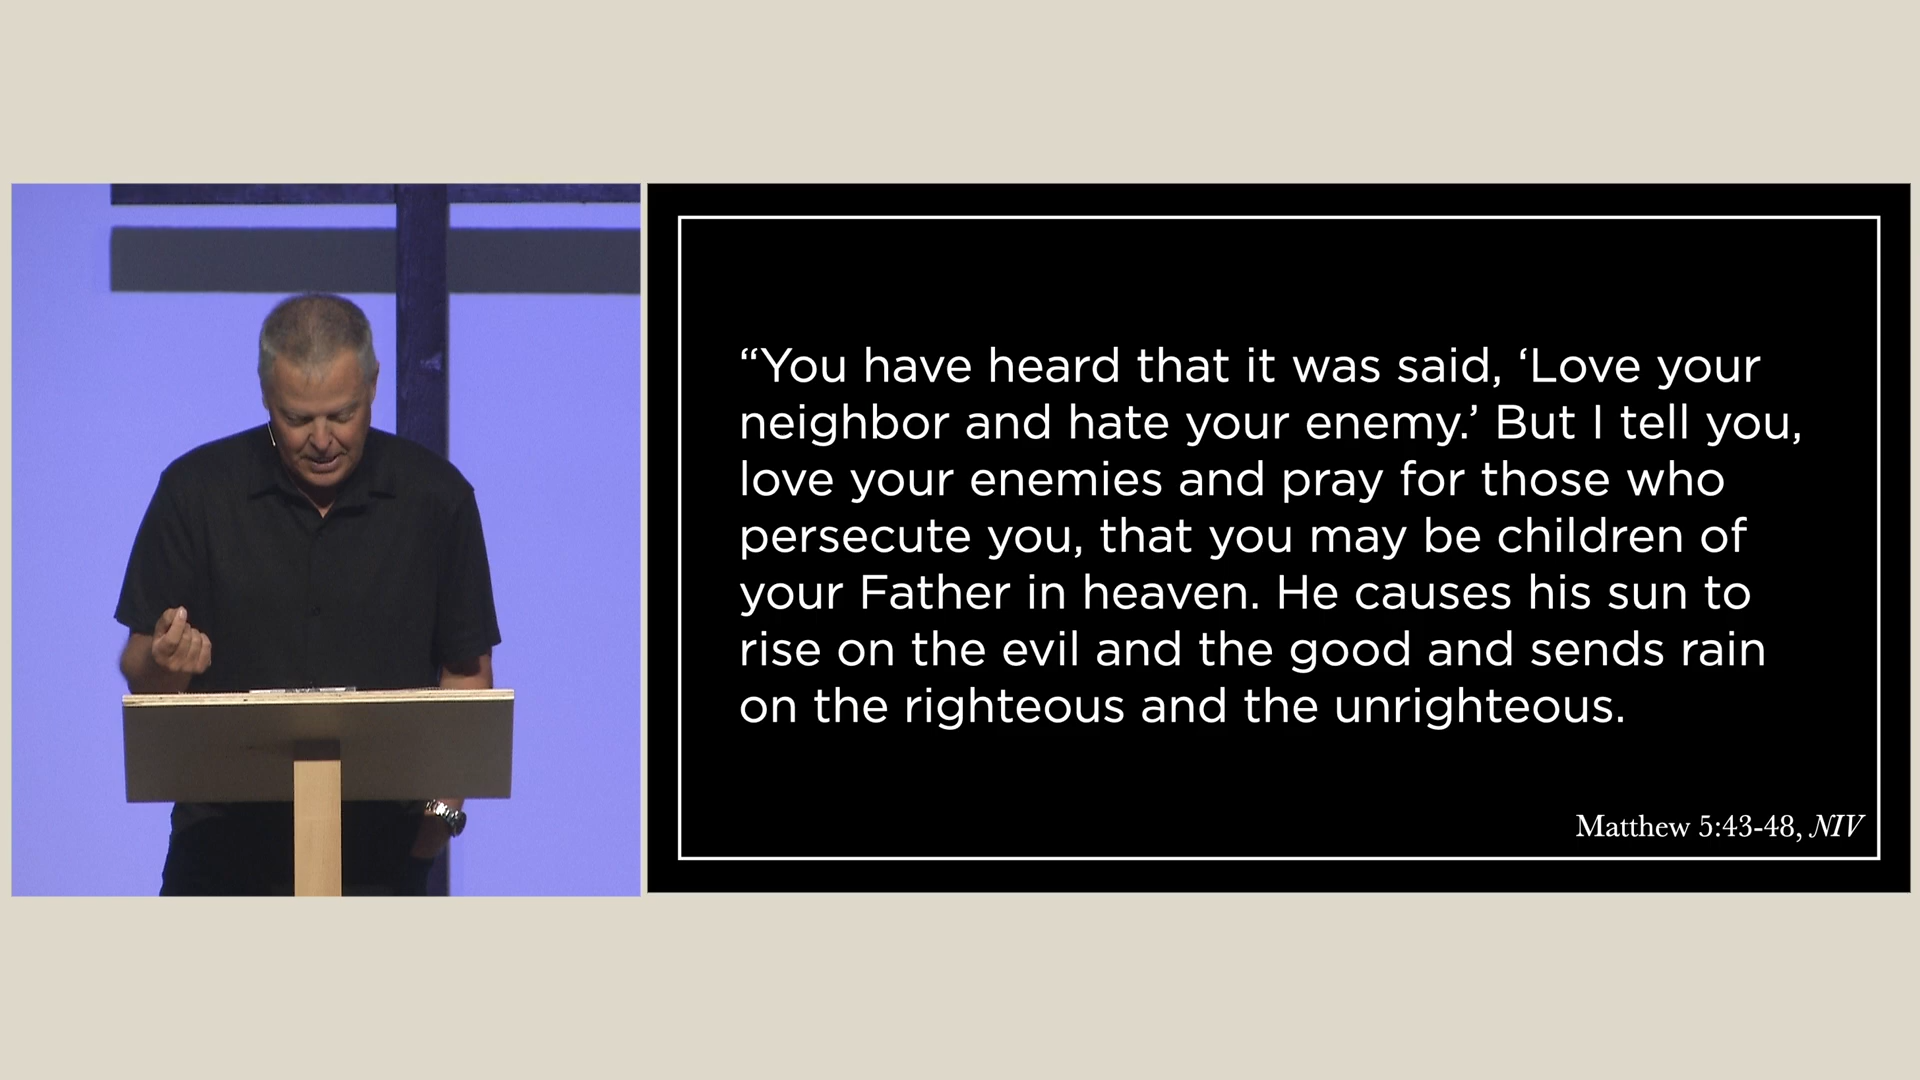 “You have heard that it was said, ‘Love your
neighbor and hate your enemy.’ But I tell you,
love your enemies and pray for those who
persecute you, that you may be children of
your Father in heaven. He causes his sun to
rise on the evil and the good and sends rain
on the righteous and the unrighteous.
Matthew 5:43-48, NIV